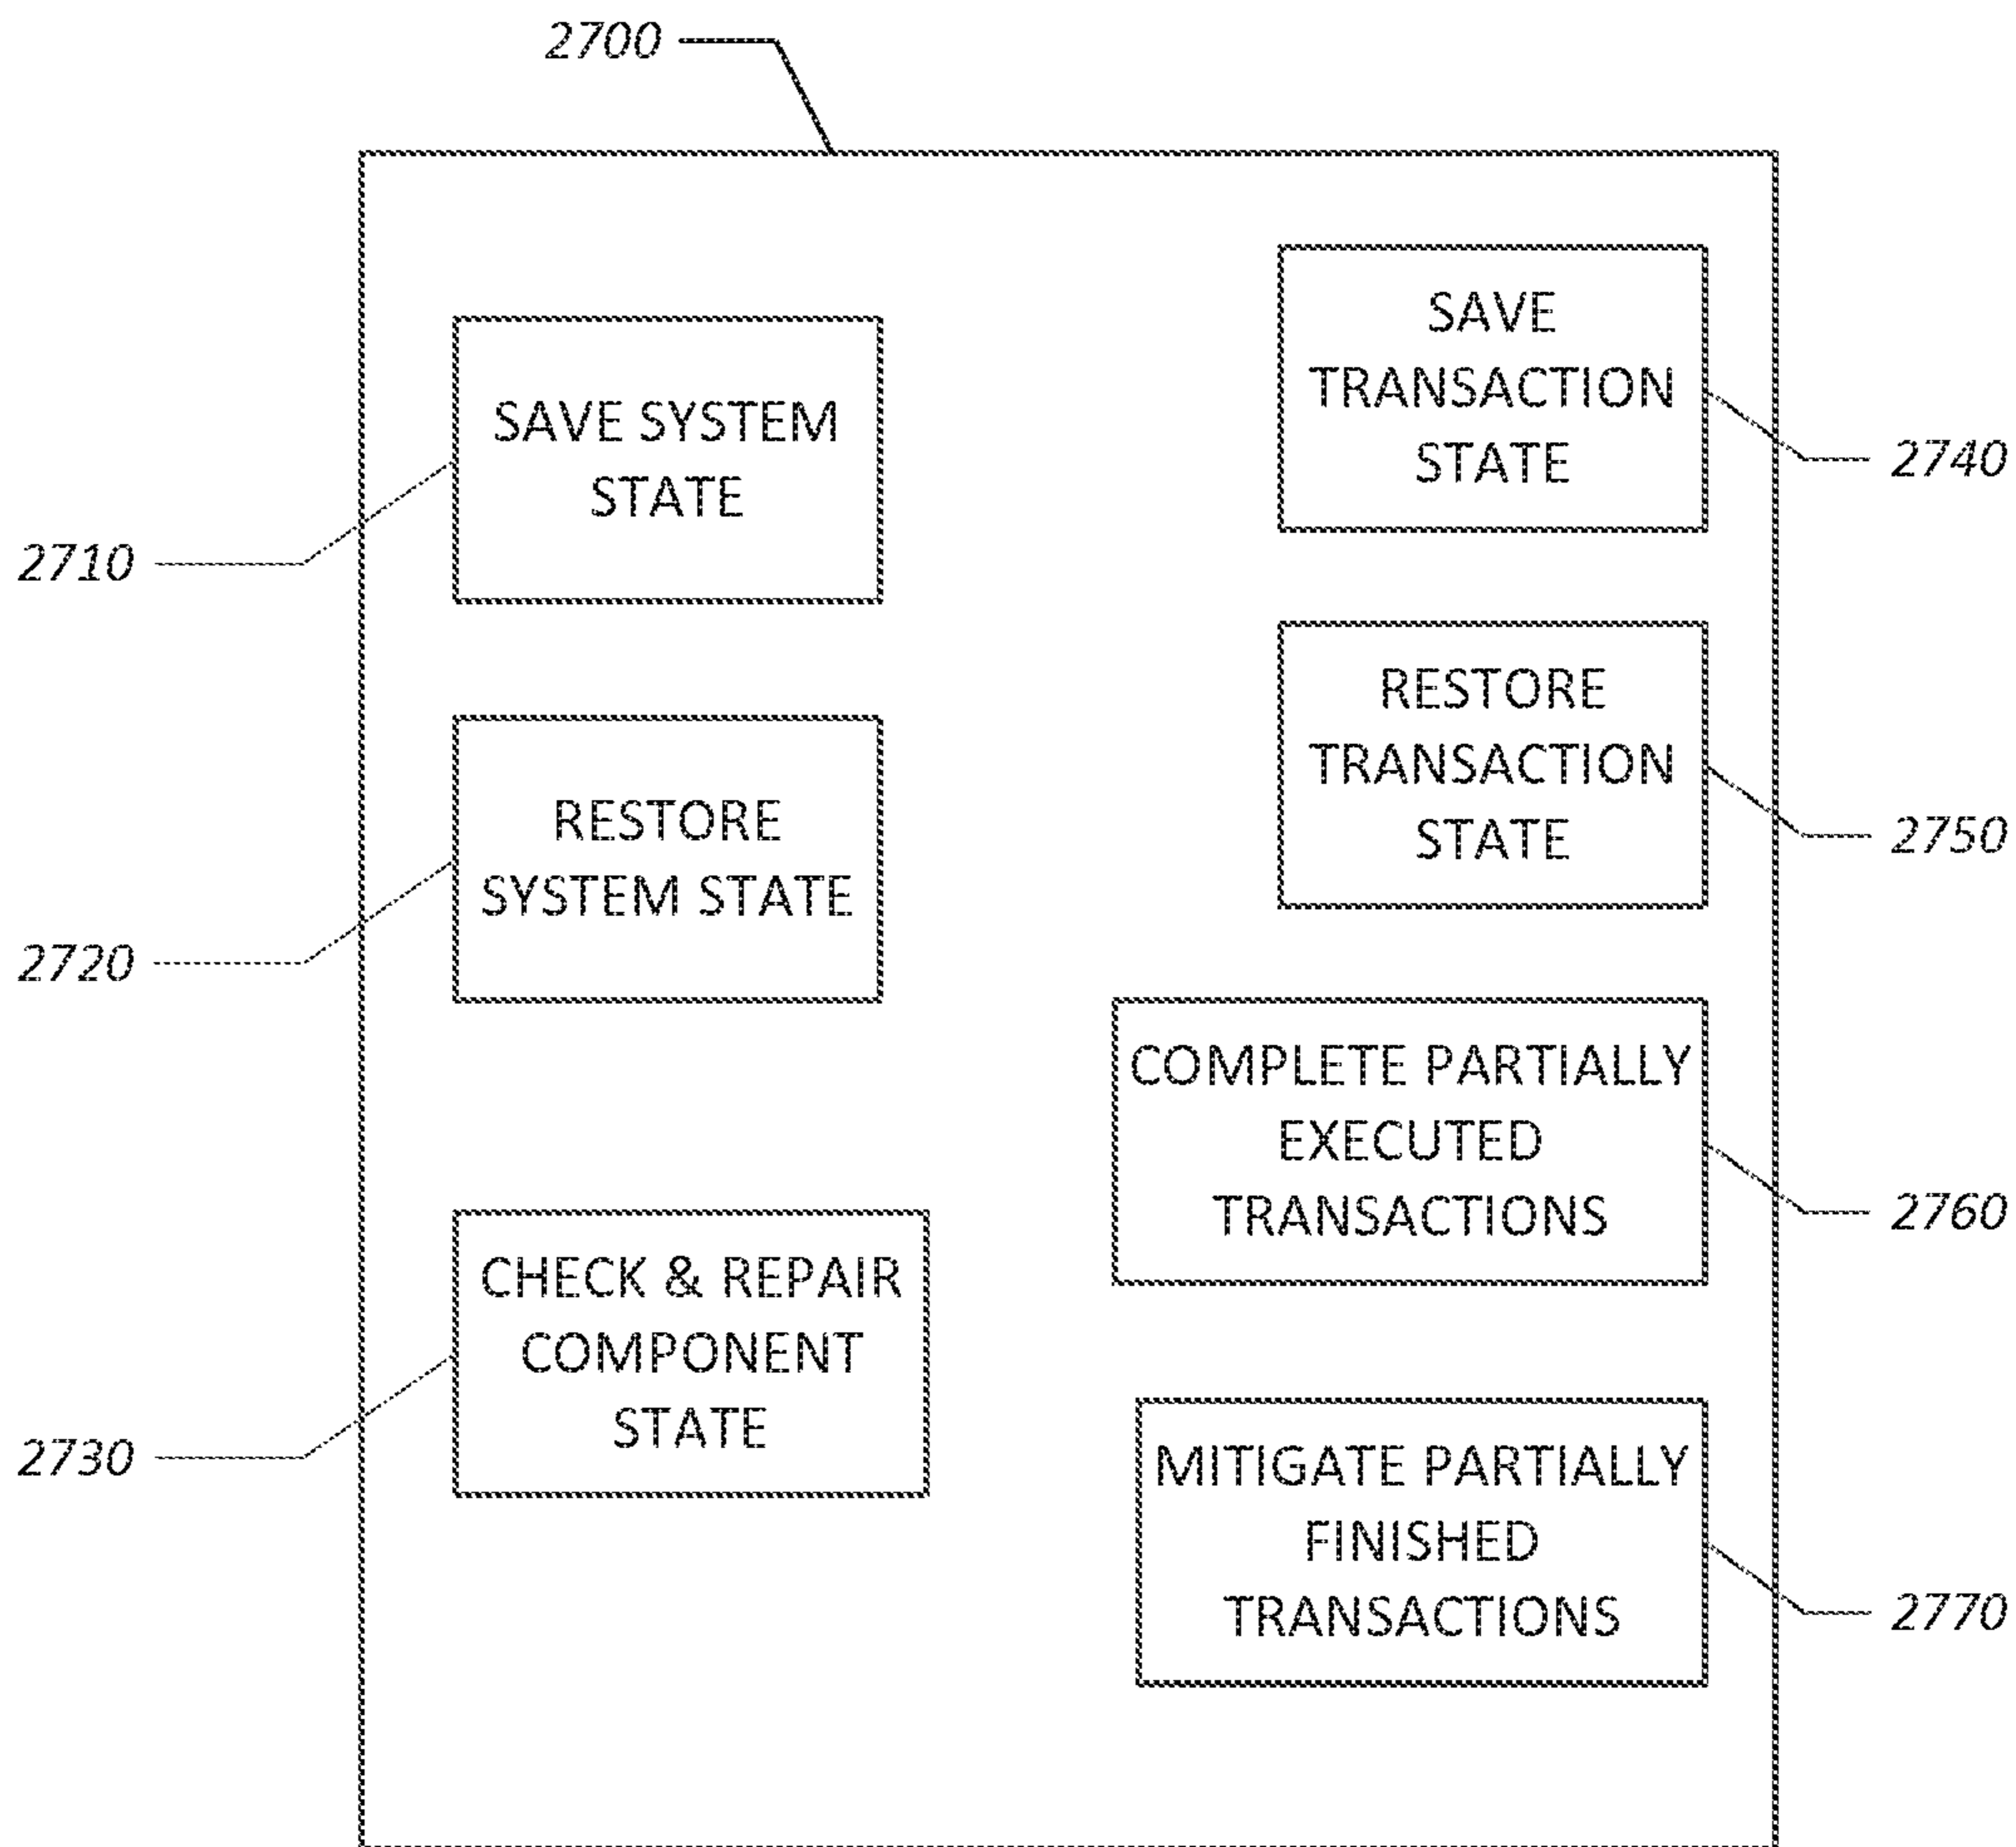 2700
SAVE SYSTEM
STATE
2710
RESTORE
SYSTEM STATE
2720
CHECK & REPAIR
COMPONENT
STATE
2730
SAVE
TRANSACTION
STATE
2740
RESTORE
TRANSACTION
STATE
2750
COMPLETE PARTIALLY
EXECUTED
TRANSACTIONS
2760
MITIGATE PARTIALLY
FINISHED
TRANSACTIONS
2770